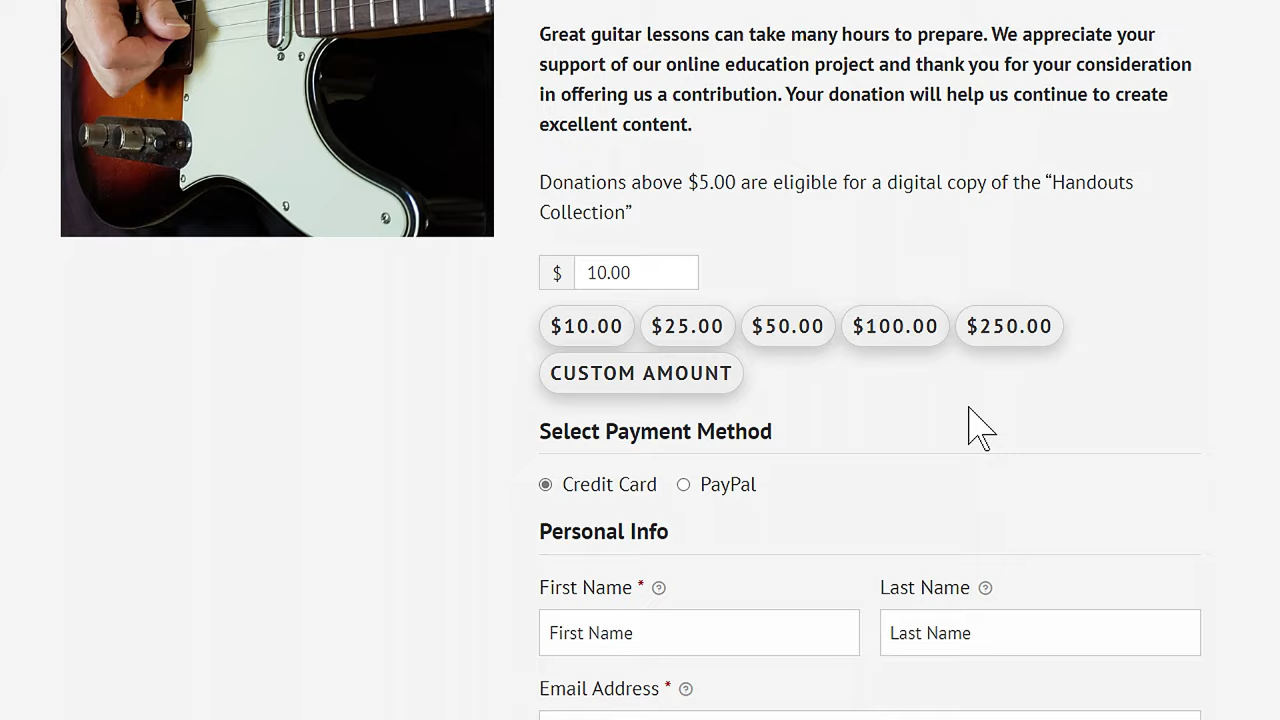 Great guitar lessons can take many hours to prepare. We appreciate your
support of our online education project and thank you for your consideration
in offering us a contribution. Your donation will help us continue to create
excellent content.
Donations above $5.00 are eligible for a digital copy of the “Handouts
Collection”
$ 10.00
$10.00 $25.00 $50.00 $100.00 $250.00
CUSTOM AMOUNT
Select Payment Method
Credit Card PayPal
Personal Info
First Name * Last Name
First Name Last Name
Email Address *